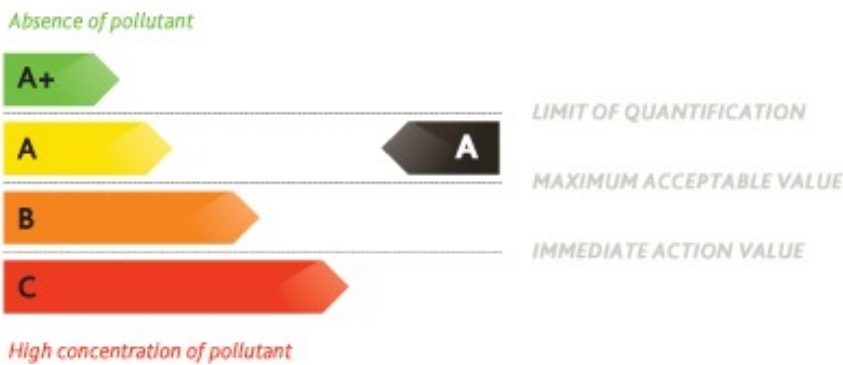 Absence of pollutant
A+
LIMIT OF QUANTIFICATION
A A
MAXIMUM ACCEPTABLE VALUE
B
IMMEDIATE ACTION VALUE
C
High concentration of pollutant